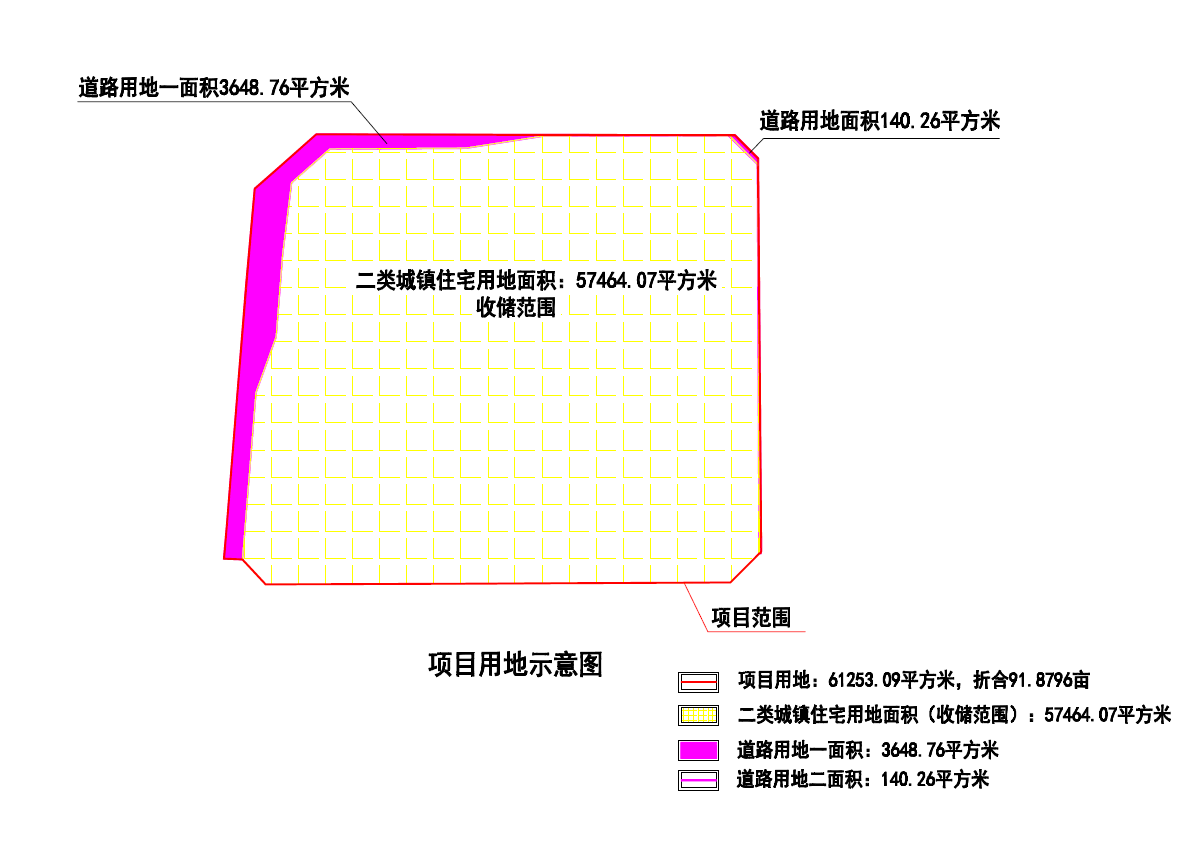 道路用地一面积3648.76平方米
道路用地面积140.26平方米
二类城镇住宅用地面积：57464.07平方米
收储范围
项目范围
项目用地示意图
项目用地：61253.09平方米，折合91.8796亩
二类城镇住宅用地面积（收储范围）：57464.07平方米
道路用地一面积：3648.76平方米
道路用地二面积：140.26平方米